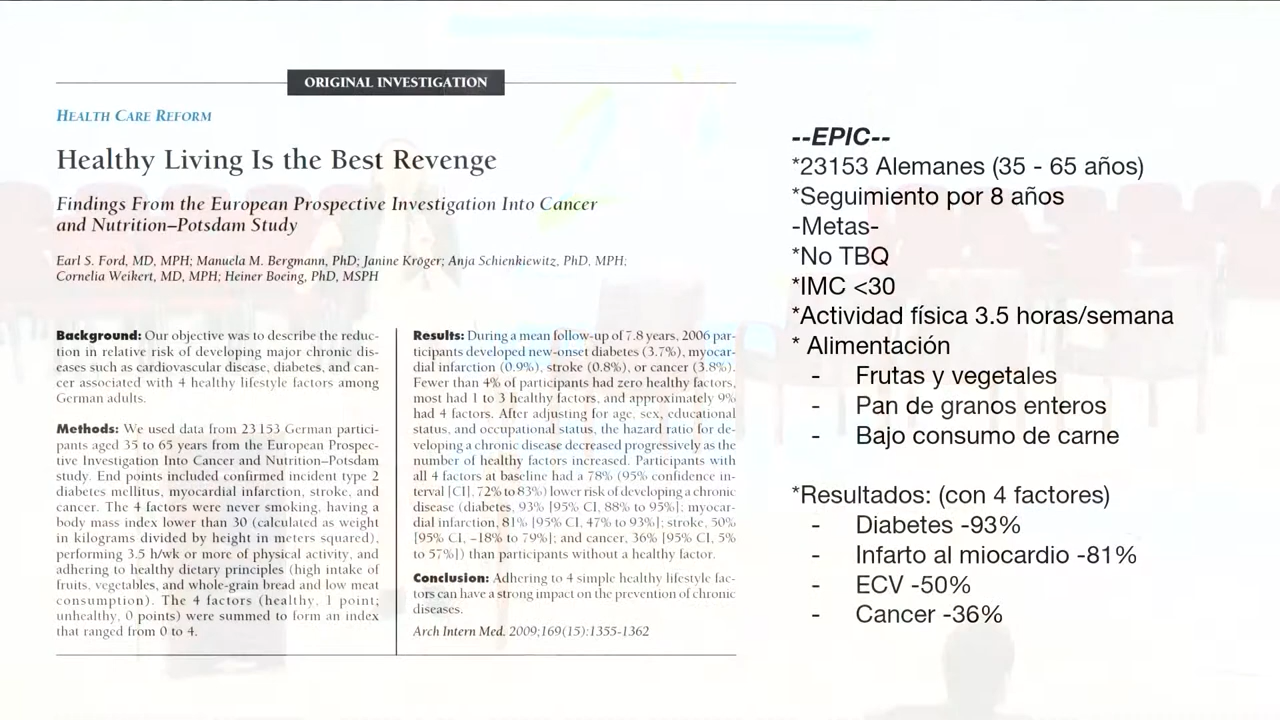 ORIGINAL INVESTIGATION
HEALTH CARE REFORM
Healthy Living Is the Best Revenge
Findings From the European Prospective Investigation Into Cancer
and Nutrition–Potsdam Study
Earl S. Ford, MD, MPH; Manuela M. Bergmann, PhD; Janine Kröger; Anja Schienkiewitz, PhD, MPH;
Cornelia Weikert, MD, MPH; Heiner Boeing, PhD, MSPH
Background: Our objective was to describe the reduc-
tion in relative risk of developing major chronic dis-
eases such as cardiovascular disease, diabetes, and can-
cer associated with 4 healthy lifestyle factors among
German adults.
Methods: We used data from 23 153 German partici-
pants aged 35 to 65 years from the European Prospec-
tive Investigation Into Cancer and Nutrition–Potsdam
study. End points included confirmed incident type 2
diabetes mellitus, myocardial infarction, stroke, and
cancer. The 4 factors were never smoking, having a
body mass index lower than 30 (calculated as weight
in kilograms divided by height in meters squared),
performing 3.5 h/wk or more of physical activity, and
adhering to healthy dietary principles (high intake of
fruits, vegetables, and whole-grain bread and low meat
consumption). The 4 factors (healthy, 1 point;
unhealthy, 0 points) were summed to form an index
that ranged from 0 to 4.
Results: During a mean follow-up of 7.8 years, 2006 par-
ticipants developed new-onset diabetes (3.7%), myocar-
dial infarction (0.9%), stroke (0.8%), or cancer (3.8%).
Fewer than 4% of participants had zero healthy factors,
most had 1 to 3 healthy factors, and approximately 9%
had 4 factors. After adjusting for age, sex, educational
status, and occupational status, the hazard ratio for de-
veloping a chronic disease decreased progressively as the
number of healthy factors increased. Participants with
all 4 factors at baseline had a 78% (95% confidence in-
terval [CI], 72% to 83%) lower risk of developing a chronic
disease (diabetes, 93% [95% CI, 88% to 95%]; myocar-
dial infarction, 81% [95% CI, 47% to 93%]; stroke, 50%
[95% CI, −18% to 79%]; and cancer, 36% [95% CI, 5%
to 57%]) than participants without a healthy factor.
Conclusion: Adhering to 4 simple healthy lifestyle fac-
tors can have a strong impact on the prevention of chronic
diseases.
Arch Intern Med. 2009;169(15):1355-1362
--EPIC--
*23153 Alemanes (35 - 65 años)
*Seguimiento por 8 años
-Metas-
*No TBQ
*IMC <30
*Actividad física 3.5 horas/semana
* Alimentación
- Frutas y vegetales
- Pan de granos enteros
- Bajo consumo de carne
*Resultados: (con 4 factores)
- Diabetes -93%
- Infarto al miocardio -81%
- ECV -50%
- Cancer -36%